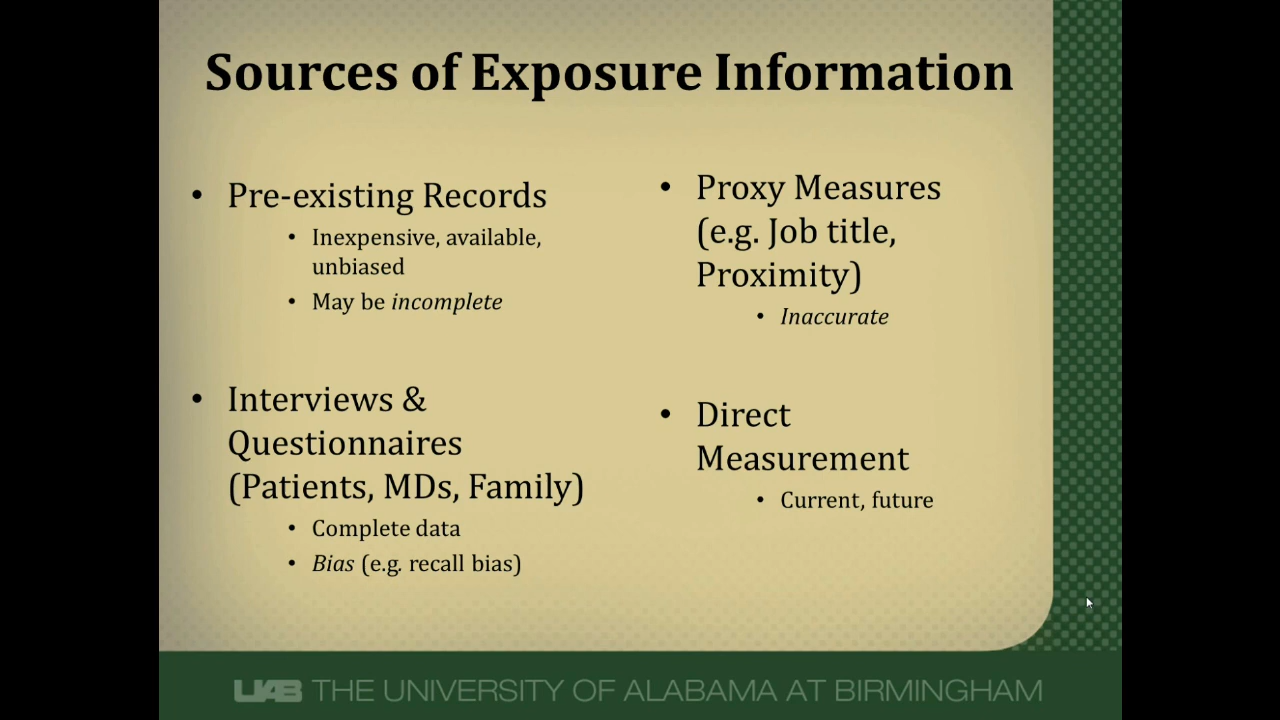 Sources of Exposure Information
• Pre-existing Records
• Inexpensive, available,
unbiased
• May be incomplete
• Interviews &
Questionnaires
(Patients, MDs, Family)
• Complete data
• Bias (e.g. recall bias)
• Proxy Measures
(e.g. Job title,
Proximity)
• Inaccurate
• Direct
Measurement
• Current, future
UAB THE UNIVERSITY OF ALABAMA AT BIRMINGHAM